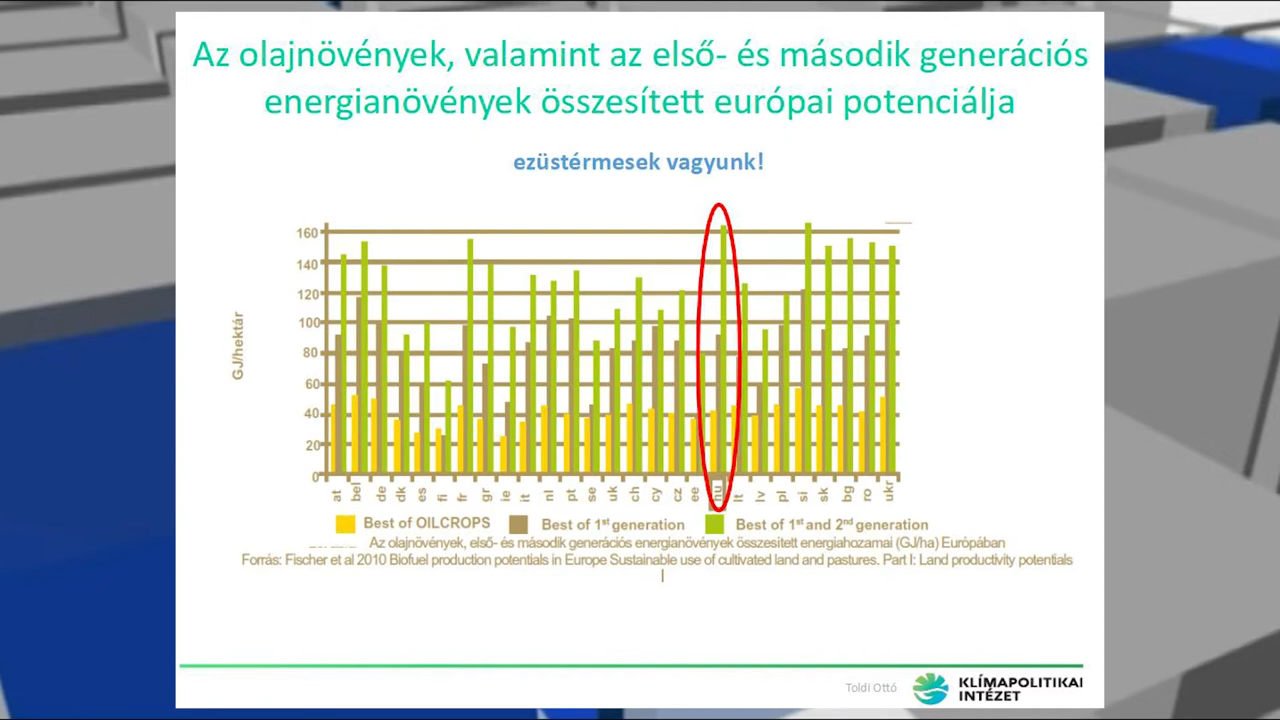 Az olajnövények, valamint az első- és második generációs
energianövények összesített európai potenciálja
ezüstérmesek vagyunk!
GJ/hektár
160
140
120
100
80
60
40
20
0
at bel de dk es fi fr gr ie it nl pt se uk ch cy cz ee hu lt lv pl si sk bg ro ukr
Best of OILCROPS Best of 1st generation Best of 1st and 2nd generation
Az olajnövények, első- és második generációs energianövények összesített energiahozamai (GJ/ha) Európában
Forrás: Fischer et al 2010 Biofuel production potentials in Europe Sustainable use of cultivated land and pastures. Part I: Land productivity potentials
Toldi Ottó
KLÍMAPOLITIKAI
INTÉZET